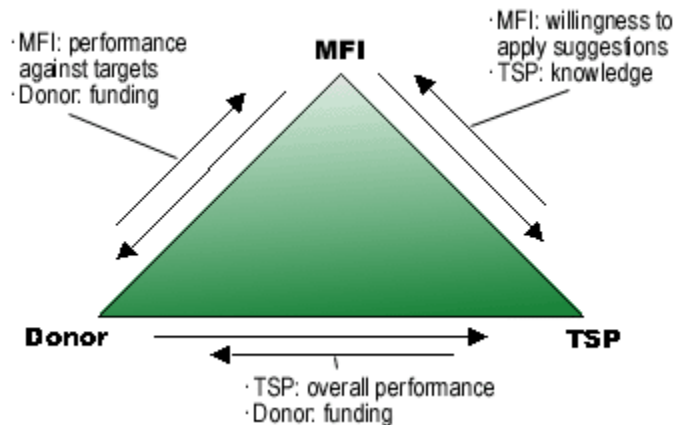 ·MFI: performance
against targets
·Donor: funding
MFI
·MFI: willingness to
apply suggestions
·TSP: knowledge
Donor
TSP
·TSP: overall performance
·Donor: funding